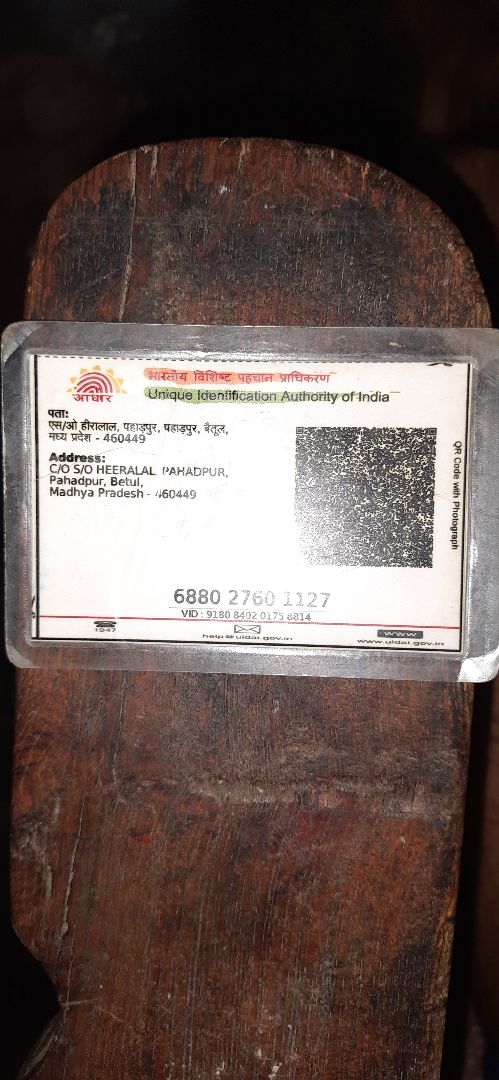 भारतीय विशिष्ट पहचान प्राधिकरण
Unique Identification Authority of India
आधार
पता:
एस/ओ हीरालाल, पहाड़पुर, पहाड़पुर, बैतूल,
मध्य प्रदेश - 460449
Address:
C/O S/O HEERALAL, PAHADPUR,
Pahadpur, Betul,
Madhya Pradesh - 460449
QR Code with Photograph
6880 2760 1127
VID : 9180 8402 0175 8814
1947
help@uidai.gov.in
www
www.uidai.gov.in